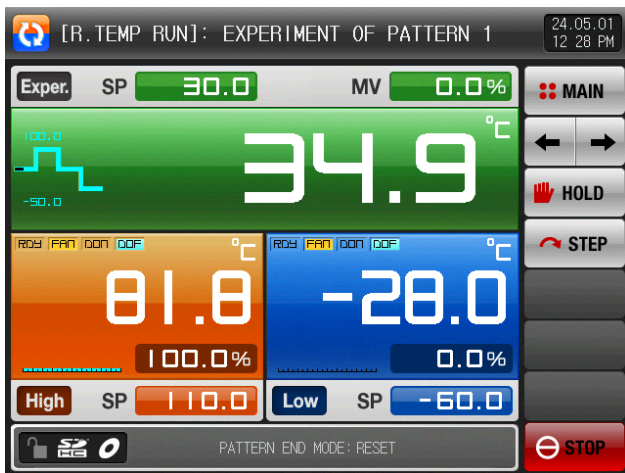 [R.TEMP RUN]: EXPERIMENT OF PATTERN 1
24.05.01
12 28 PM
Exper. SP 30.0 MV 0.0%
MAIN
100.0
-50.0
34.9 °C
HOLD
STEP
RDY FAN DON DOF °C
81.8
100.0%
RDY FAN DON DOF °C
-28.0
0.0%
High SP 110.0
Low SP -60.0
SD HC
PATTERN END MODE: RESET
STOP